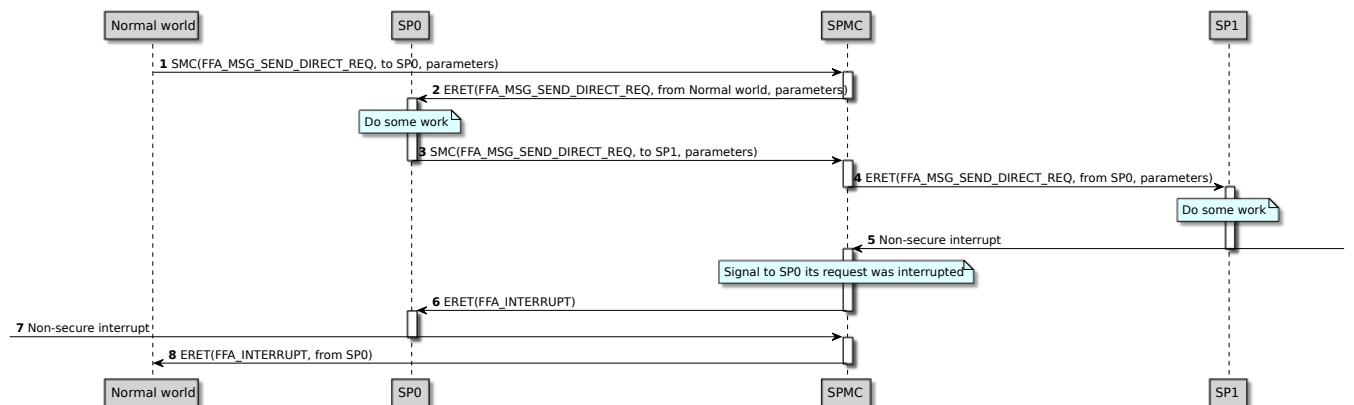 Normal world SP0 SPMC SP1
1 SMC(FFA_MSG_SEND_DIRECT_REQ, to SP0, parameters)
2 ERET(FFA_MSG_SEND_DIRECT_REQ, from Normal world, parameters)
Do some work
3 SMC(FFA_MSG_SEND_DIRECT_REQ, to SP1, parameters)
4 ERET(FFA_MSG_SEND_DIRECT_REQ, from SP0, parameters)
Do some work
5 Non-secure interrupt
Signal to SP0 its request was interrupted
6 ERET(FFA_INTERRUPT)
7 Non-secure interrupt
8 ERET(FFA_INTERRUPT, from SP0)
Normal world SP0 SPMC SP1